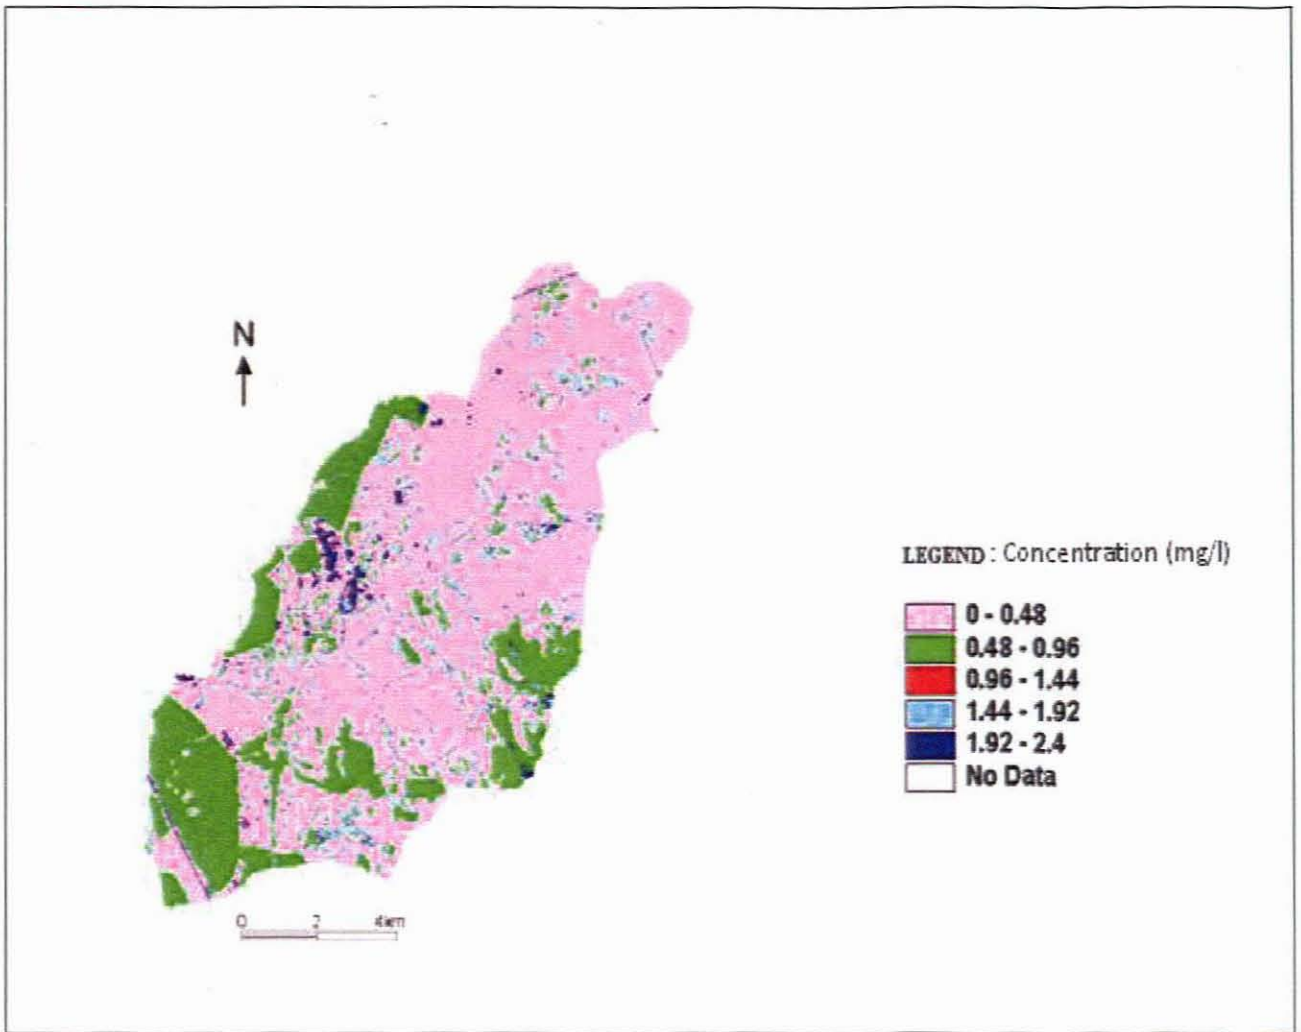 N
LEGEND : Concentration (mg/l)
0 - 0.48
0.48 - 0.96
0.96 - 1.44
1.44 - 1.92
1.92 - 2.4
No Data
0 2 4km